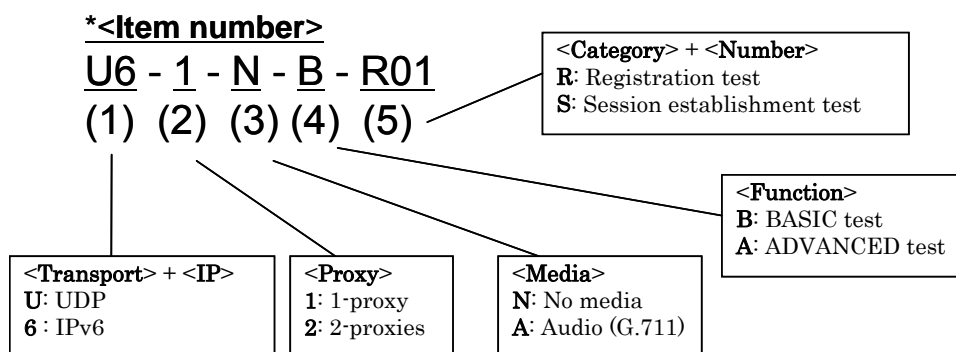 *<Item number>
U6 - 1 - N - B - R01
(1) (2) (3) (4) (5)
<Category> + <Number>
R: Registration test
S: Session establishment test
<Function>
B: BASIC test
A: ADVANCED test
<Transport> + <IP>
U: UDP
6 : IPv6
<Proxy>
1: 1-proxy
2: 2-proxies
<Media>
N: No media
A: Audio (G.711)